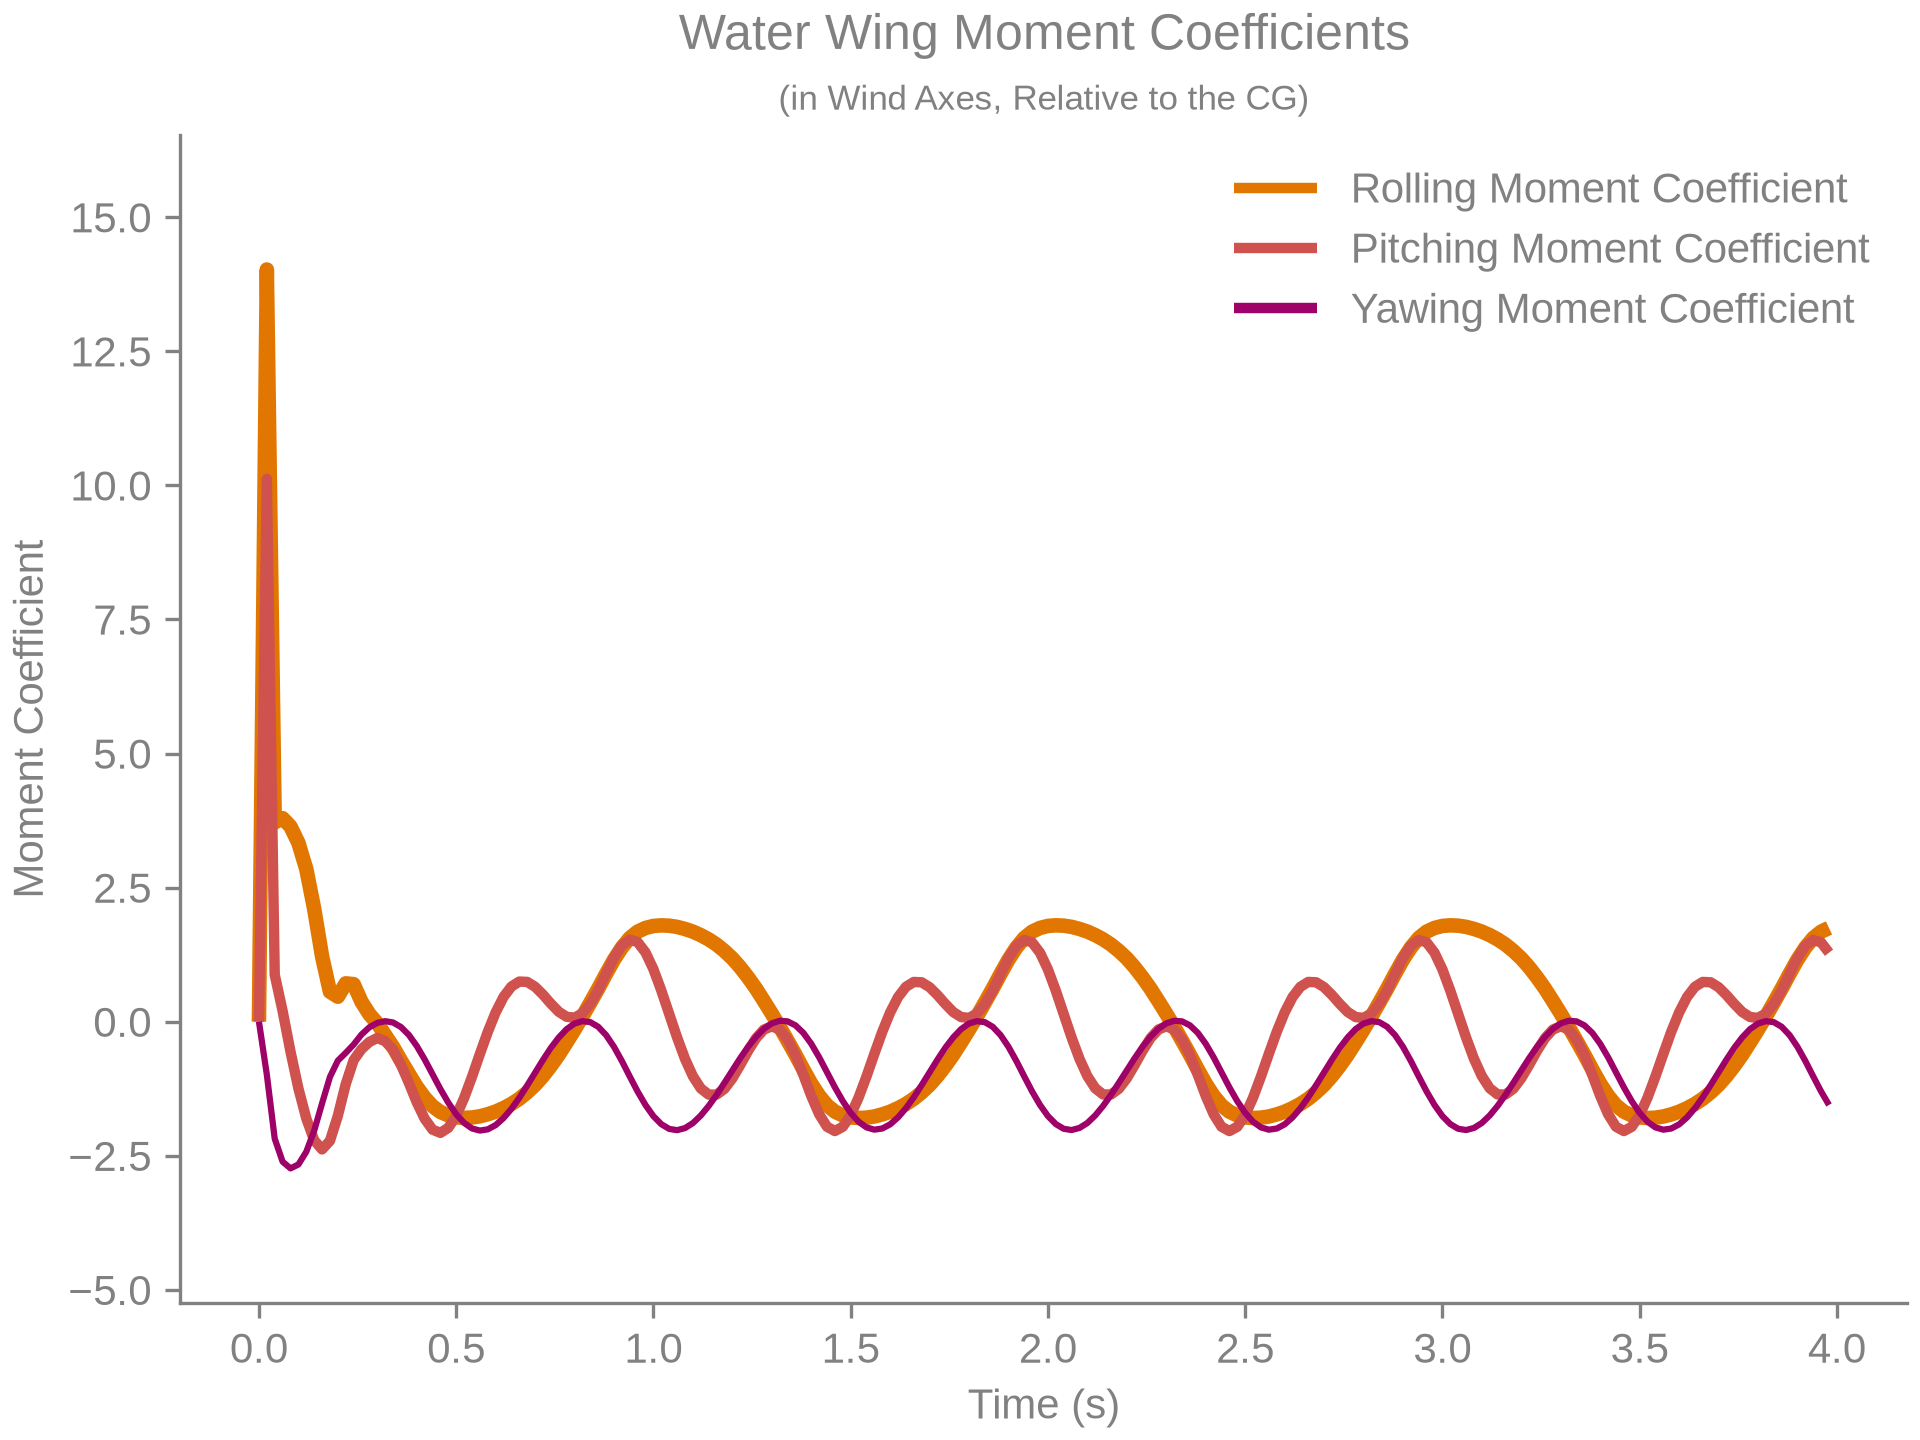 Water Wing Moment Coefficients
(in Wind Axes, Relative to the CG)
Rolling Moment Coefficient
Pitching Moment Coefficient
Yawing Moment Coefficient
Moment Coefficient
15.0
12.5
10.0
7.5
5.0
2.5
0.0
−2.5
−5.0
0.0 0.5 1.0 1.5 2.0 2.5 3.0 3.5 4.0
Time (s)